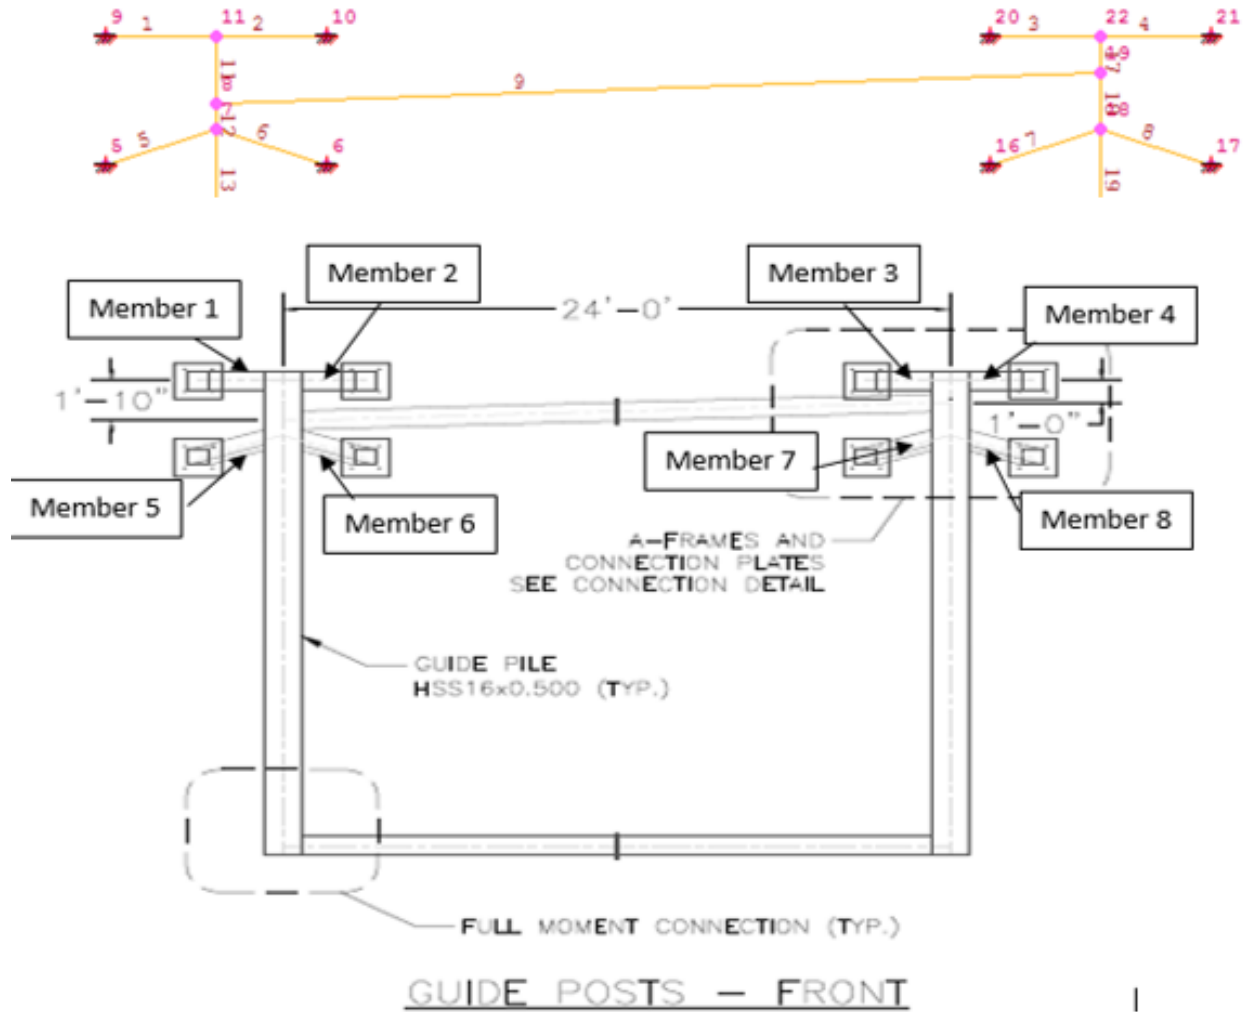 9 1 11 2 10
20 3 22 4 21
9
5 5 6 6
16 7 8 17
12
13
19
Member 1
Member 2
Member 3
Member 4
24'-0'
1'-10"
1'-0"
Member 5
Member 6
Member 7
Member 8
A-FRAMES AND
CONNECTION PLATES
SEE CONNECTION DETAIL
GUIDE PILE
HSS16x0.500 (TYP.)
FULL MOMENT CONNECTION (TYP.)
GUIDE POSTS - FRONT